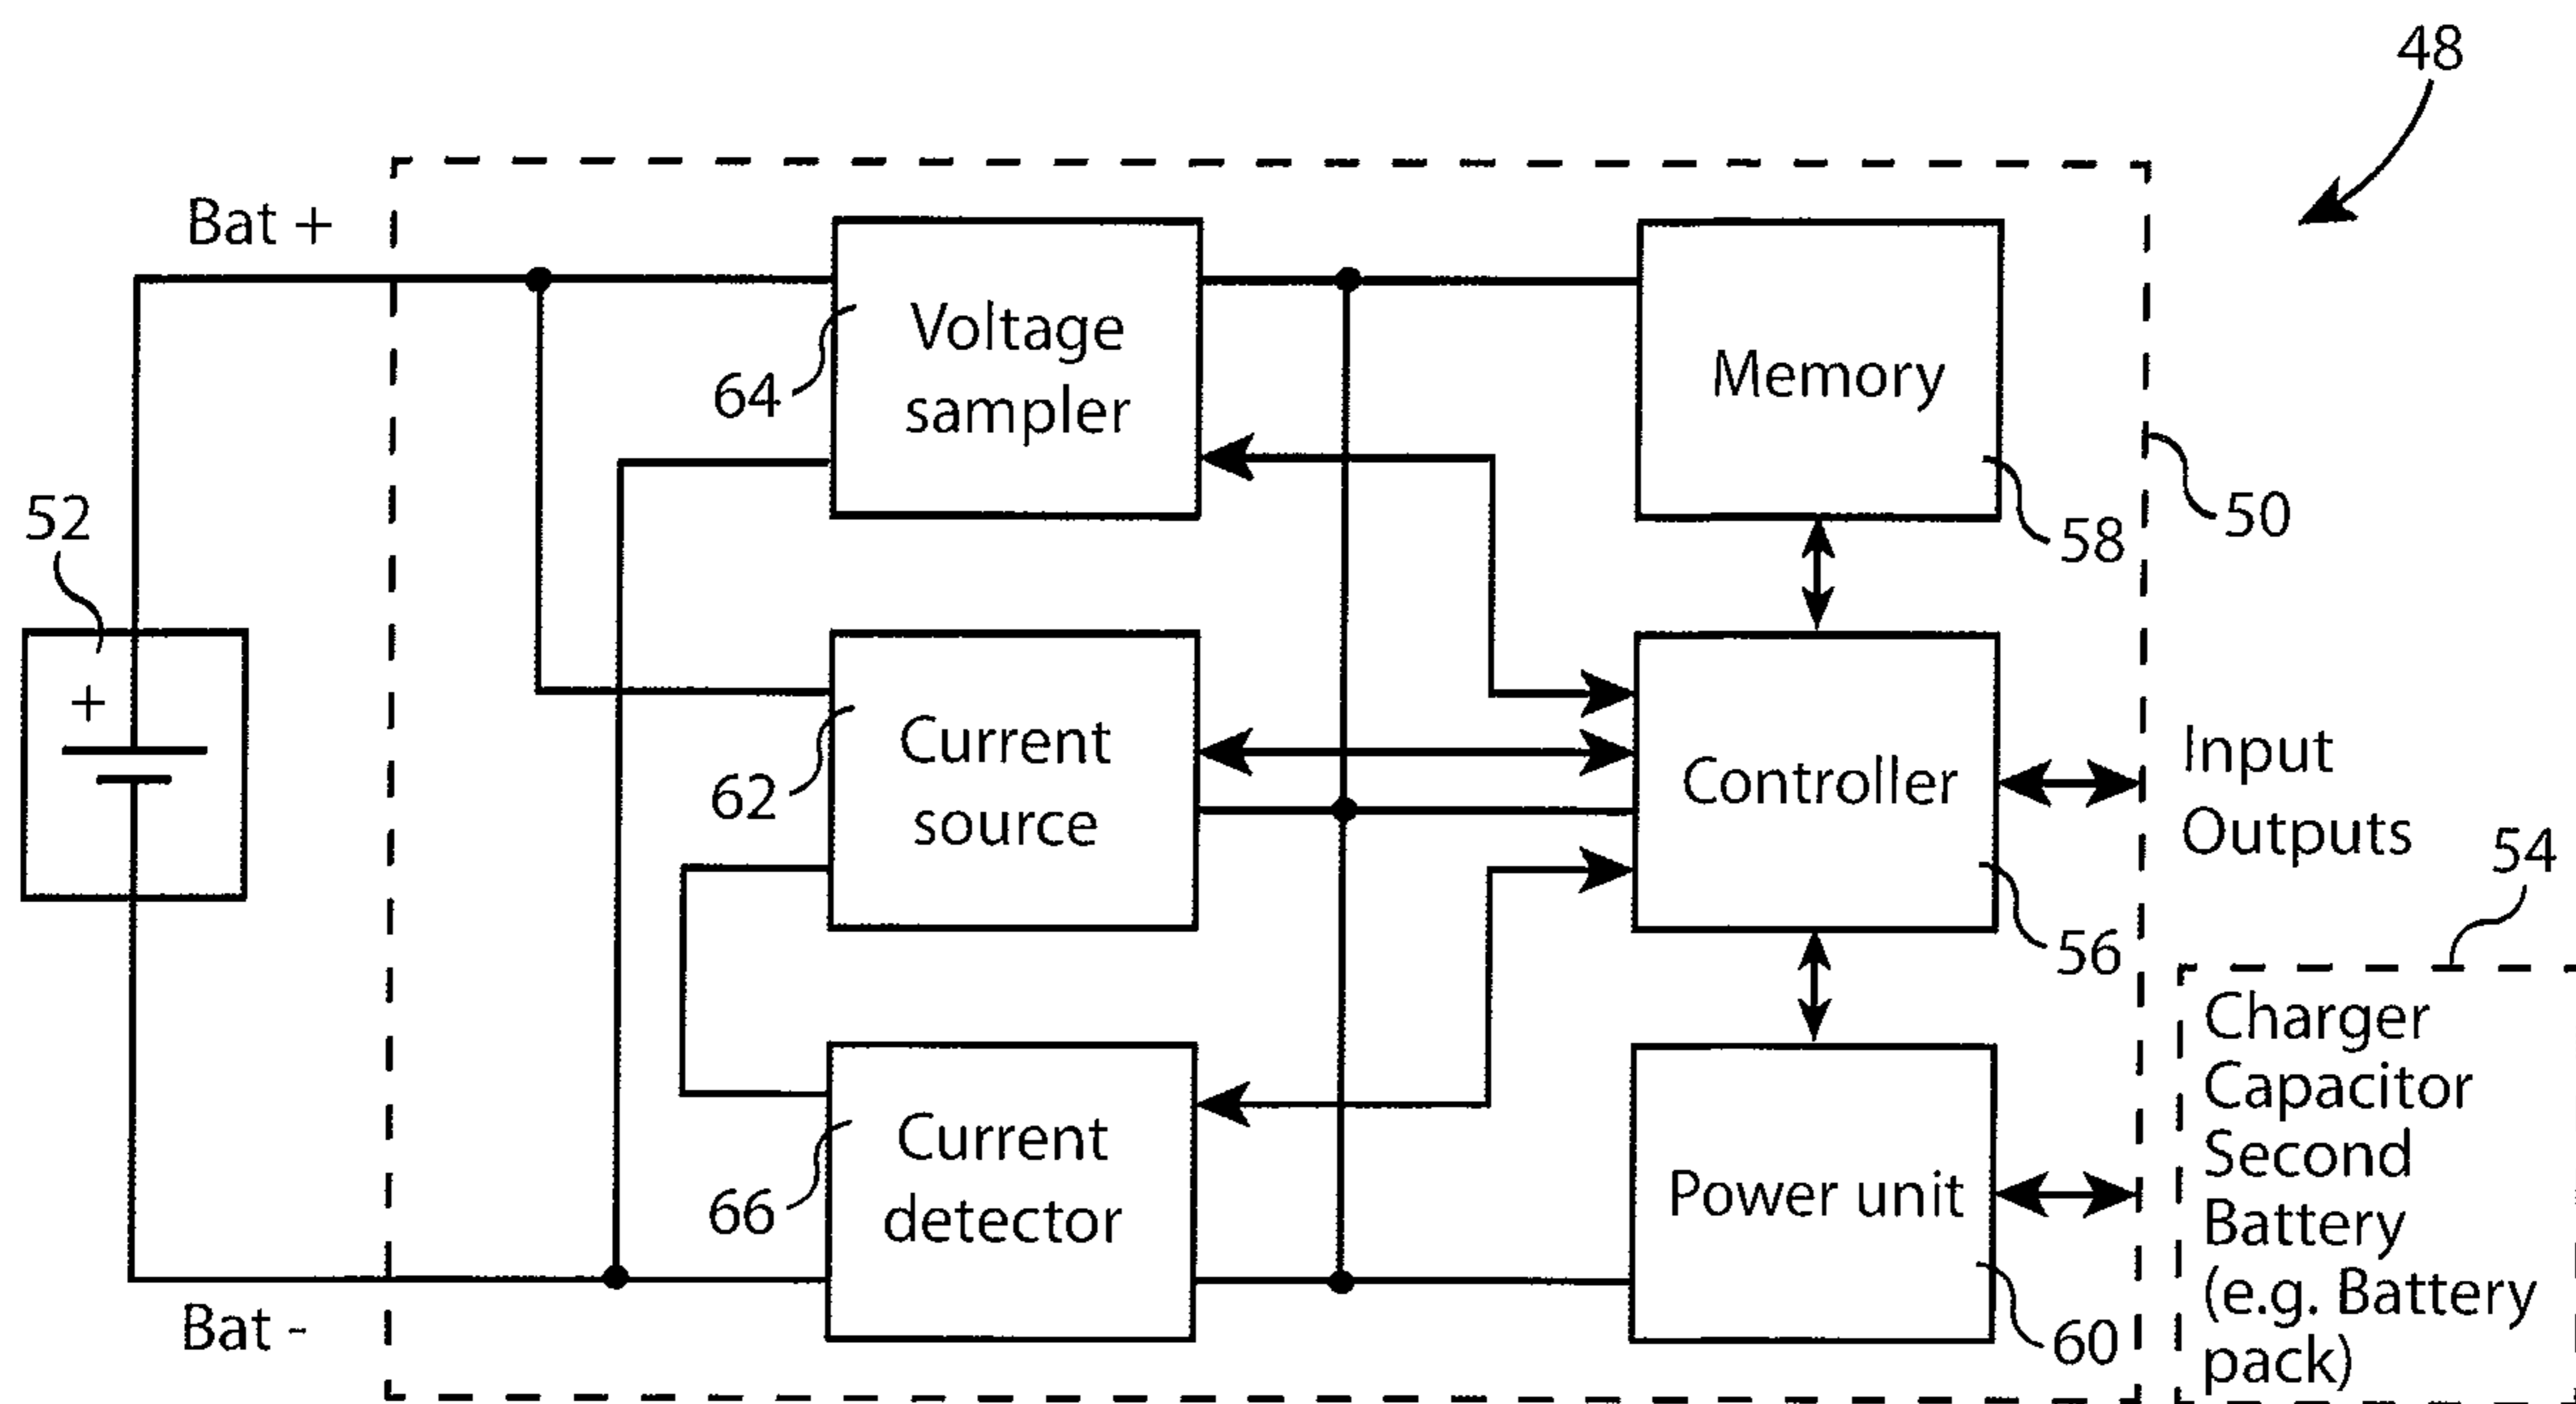 48
Bat +
Voltage
sampler
64
Memory
58
50
52
+
Current
source
62
Controller
56
Input
Outputs
54
Current
detector
66
Power unit
60
Charger
Capacitor
Second
Battery
(e.g. Battery
pack)
Bat -